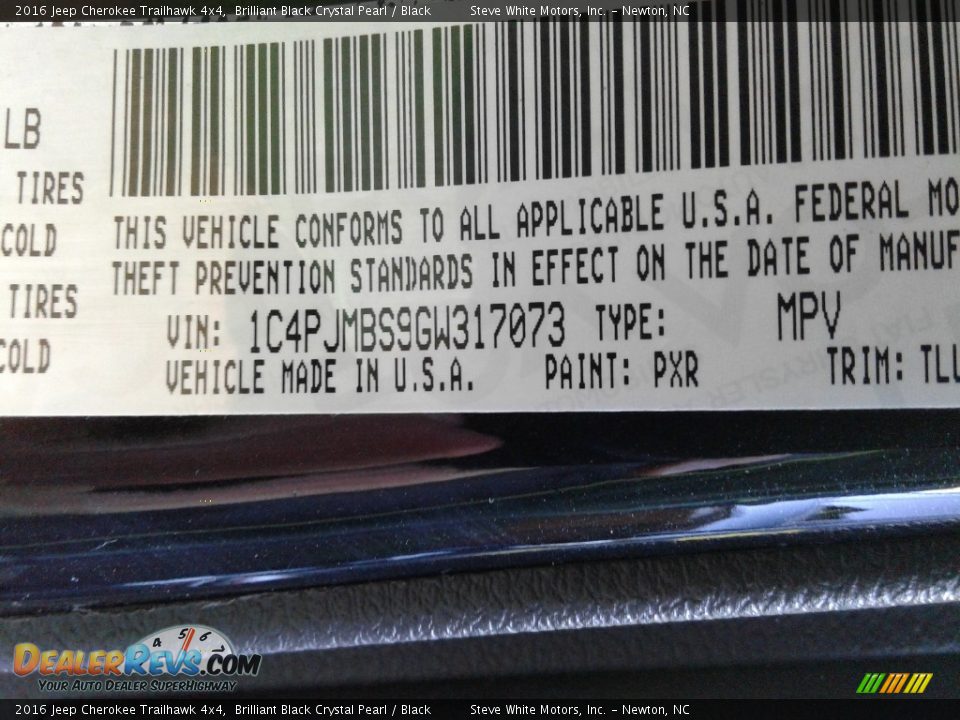 2016 Jeep Cherokee Trailhawk 4x4, Brilliant Black Crystal Pearl / Black Steve White Motors, Inc. - Newton, NC
LB
TIRES
COLD
TIRES
COLD
THIS VEHICLE CONFORMS TO ALL APPLICABLE U.S.A. FEDERAL MO
THEFT PREVENTION STANDARDS IN EFFECT ON THE DATE OF MANUF
VIN: 1C4PJMBS9GW317073 TYPE: MPV
VEHICLE MADE IN U.S.A. PAINT: PXR TRIM: TLL
4 5 6
DEALERREVS.COM
YOUR AUTO DEALER SUPERHIGHWAY
2016 Jeep Cherokee Trailhawk 4x4, Brilliant Black Crystal Pearl / Black Steve White Motors, Inc. - Newton, NC